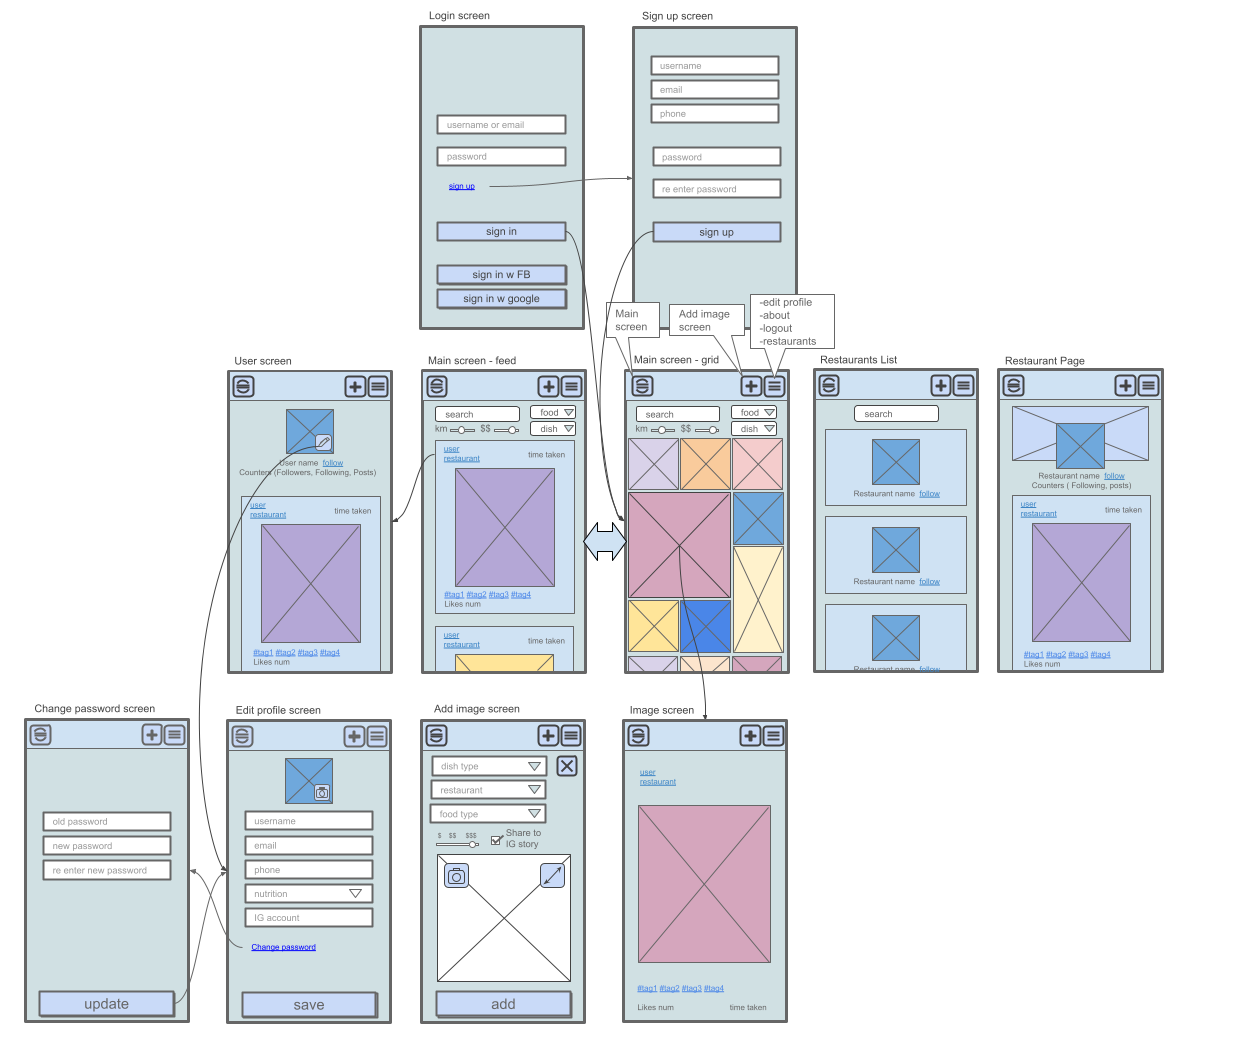 Login screen
username or email
password
sign up
sign in
sign in w FB
sign in w google
Sign up screen
username
email
phone
password
re enter password
sign up
Main
screen
Add image
screen
-edit profile
-about
-logout
-restaurants
User screen
User name follow
Counters (Followers, Following, Posts)
user
restaurant
time taken
#tag1 #tag2 #tag3 #tag4
Likes num
Main screen - feed
search
food
km
$$
dish
user
restaurant
time taken
#tag1 #tag2 #tag3 #tag4
Likes num
user
restaurant
time taken
Main screen - grid
search
food
km
$$
dish
Restaurants List
search
Restaurant name follow
Restaurant name follow
Restaurant name follow
Restaurant Page
Restaurant name follow
Counters ( Following, posts)
user
restaurant
time taken
#tag1 #tag2 #tag3 #tag4
Likes num
Change password screen
old password
new password
re enter new password
update
Edit profile screen
username
email
phone
nutrition
IG account
Change password
save
Add image screen
dish type
restaurant
food type
$ $$ $$$
Share to
IG story
add
Image screen
user
restaurant
#tag1 #tag2 #tag3 #tag4
Likes num
time taken